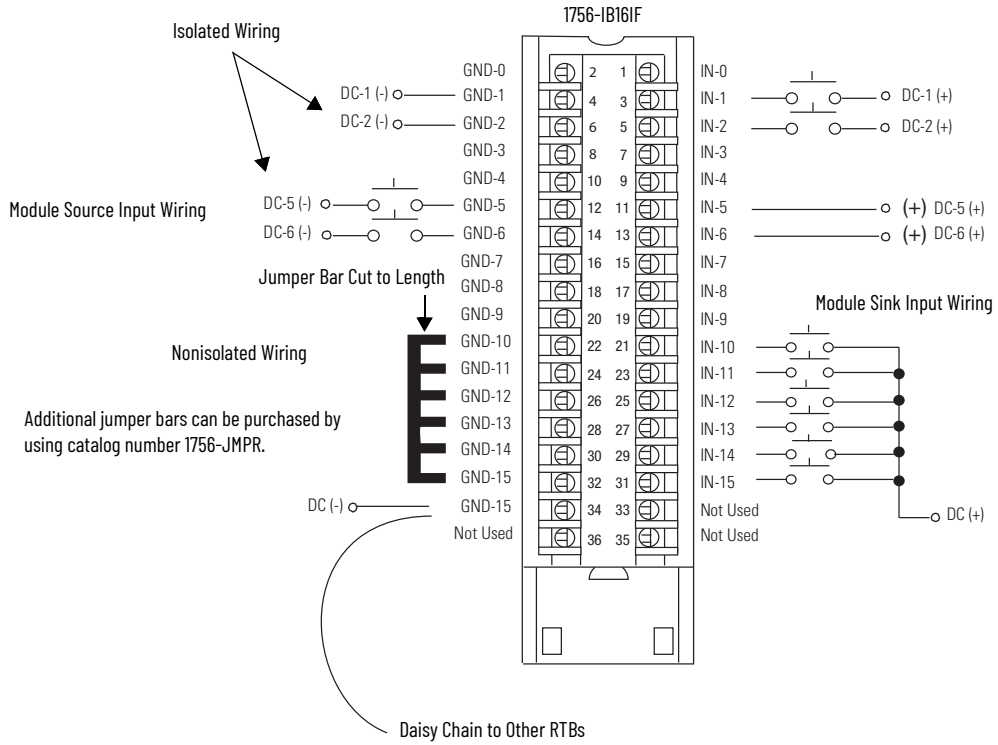 1756-IB16IF
Isolated Wiring
GND-0 2 1 IN-0
DC-1 (-) GND-1 4 3 IN-1 DC-1 (+)
DC-2 (-) GND-2 6 5 IN-2 DC-2 (+)
GND-3 8 7 IN-3
GND-4 10 9 IN-4
Module Source Input Wiring
DC-5 (-) GND-5 12 11 IN-5 (+) DC-5 (+)
DC-6 (-) GND-6 14 13 IN-6 (+) DC-6 (+)
GND-7 16 15 IN-7
Jumper Bar Cut to Length
GND-8 18 17 IN-8
Module Sink Input Wiring
GND-9 20 19 IN-9
GND-10 22 21 IN-10
Nonisolated Wiring
GND-11 24 23 IN-11
GND-12 26 25 IN-12
Additional jumper bars can be purchased by
using catalog number 1756-JMPR.
GND-13 28 27 IN-13
GND-14 30 29 IN-14
GND-15 32 31 IN-15
DC (-) GND-15 34 33 Not Used DC (+)
Not Used 36 35 Not Used
Daisy Chain to Other RTBs